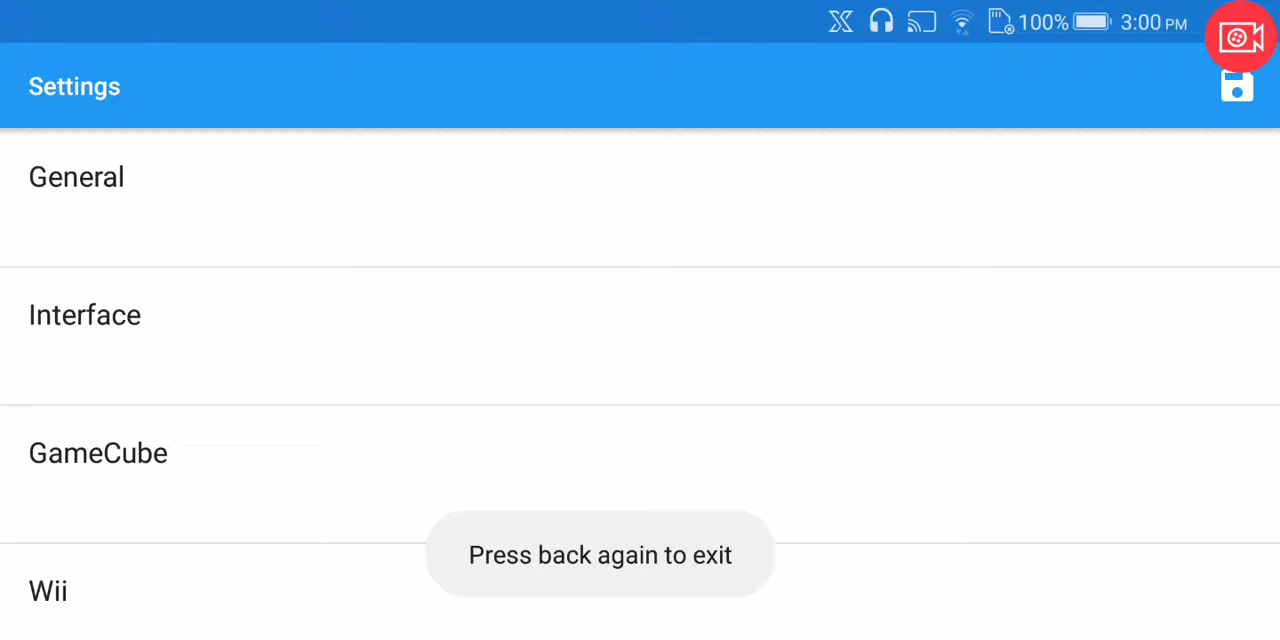 100% 3:00 PM
Settings
General
Interface
GameCube
Press back again to exit
Wii